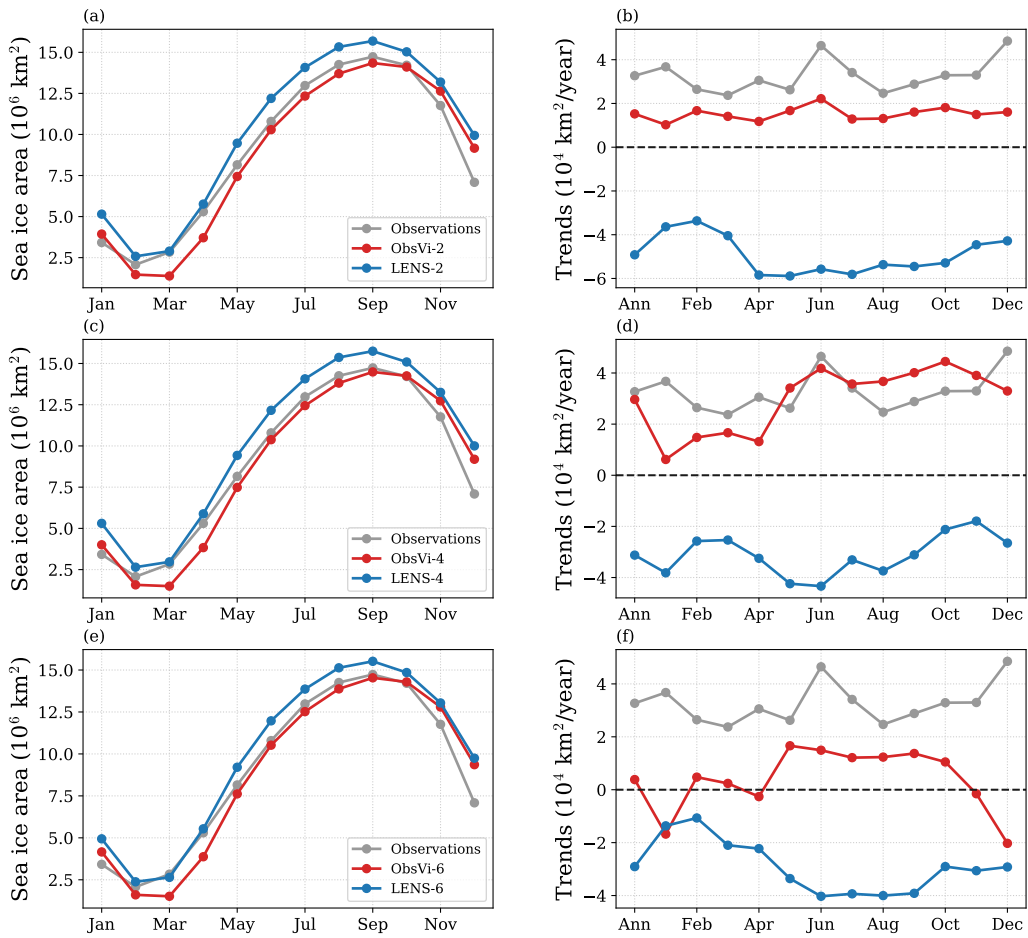 (a)
Sea ice area (10⁶ km²)
15.0
12.5
10.0
7.5
5.0
2.5
Observations
ObsVi-2
LENS-2
Jan Mar May Jul Sep Nov
(b)
Trends (10⁴ km²/year)
4
2
0
−2
−4
−6
Ann Feb Apr Jun Aug Oct Dec
(c)
Sea ice area (10⁶ km²)
15.0
12.5
10.0
7.5
5.0
2.5
Observations
ObsVi-4
LENS-4
Jan Mar May Jul Sep Nov
(d)
Trends (10⁴ km²/year)
4
2
0
−2
−4
Ann Feb Apr Jun Aug Oct Dec
(e)
Sea ice area (10⁶ km²)
15.0
12.5
10.0
7.5
5.0
2.5
Observations
ObsVi-6
LENS-6
Jan Mar May Jul Sep Nov
(f)
Trends (10⁴ km²/year)
4
2
0
−2
−4
Ann Feb Apr Jun Aug Oct Dec